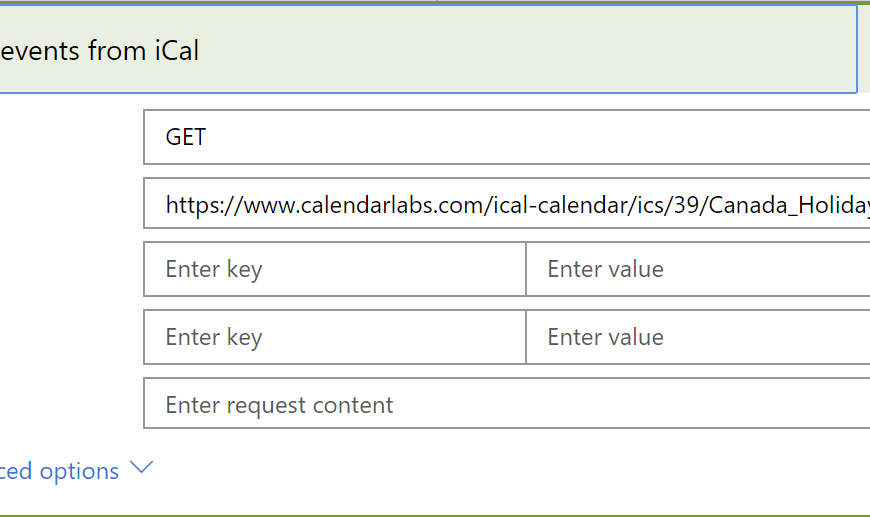 events from iCal
GET
https://www.calendarlabs.com/ical-calendar/ics/39/Canada_Holiday
Enter key Enter value
Enter key Enter value
Enter request content
ced options